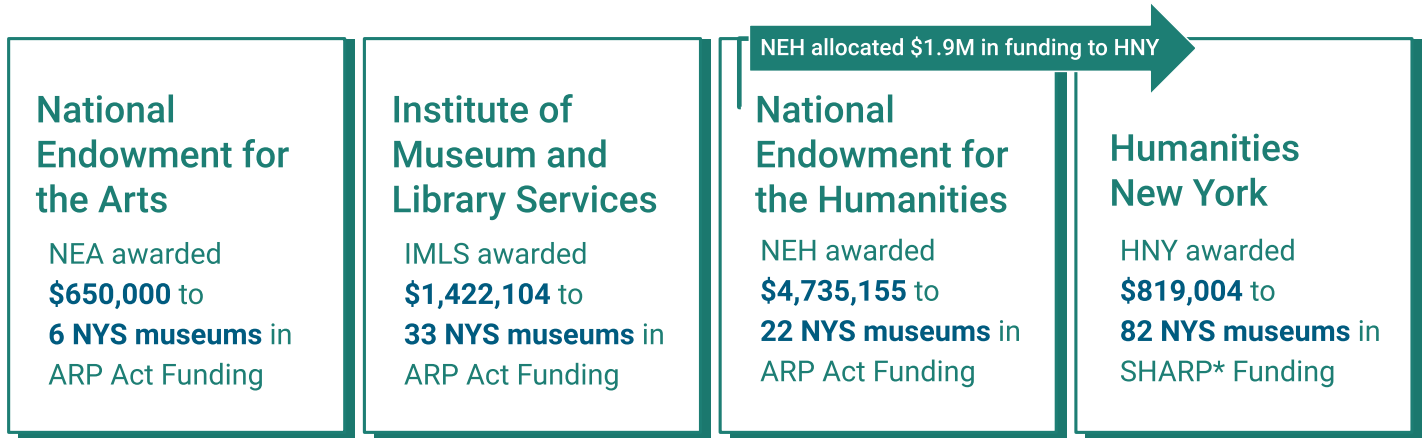 NEH allocated $1.9M in funding to HNY
National
Endowment for
the Arts
NEA awarded
$650,000 to
6 NYS museums in
ARP Act Funding
Institute of
Museum and
Library Services
IMLS awarded
$1,422,104 to
33 NYS museums in
ARP Act Funding
National
Endowment for
the Humanities
NEH awarded
$4,735,155 to
22 NYS museums in
ARP Act Funding
Humanities
New York
HNY awarded
$819,004 to
82 NYS museums in
SHARP* Funding